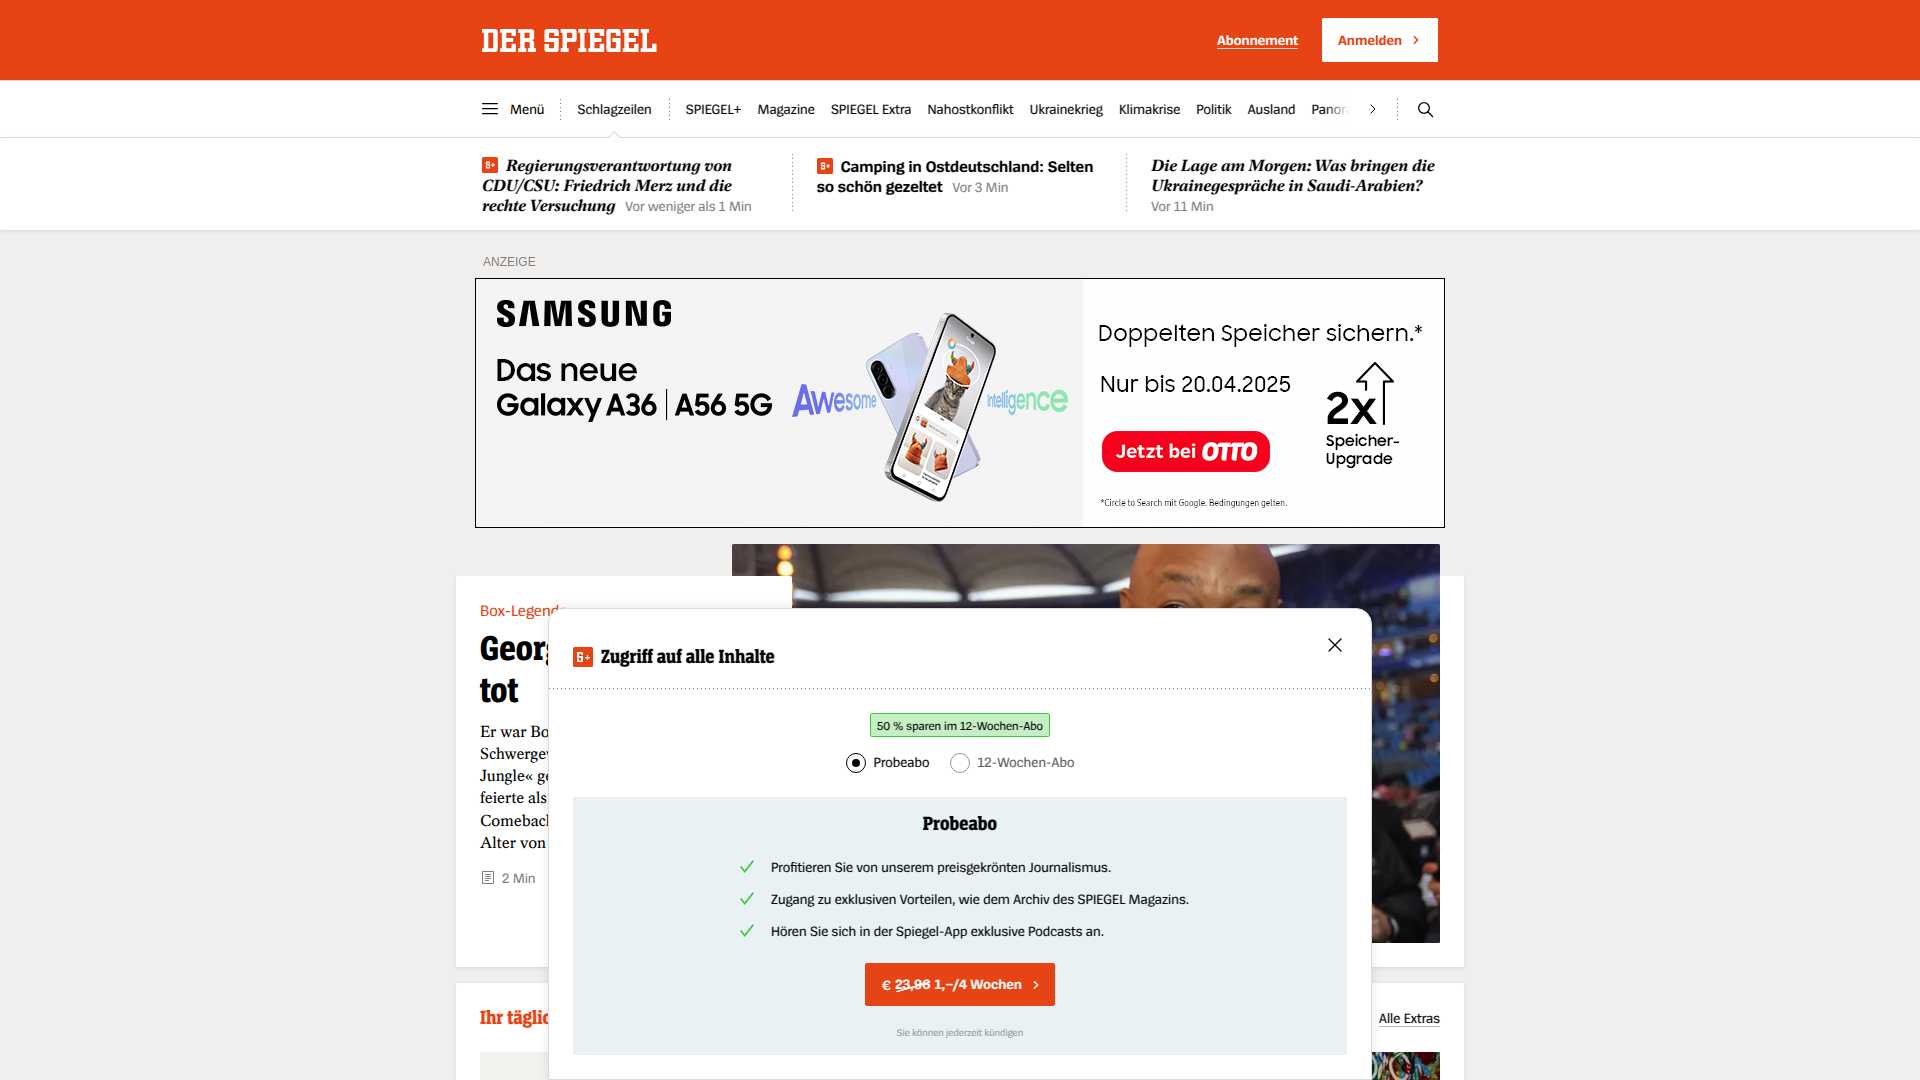 DER SPIEGEL
Abonnement
Anmelden
Menü
Schlagzeilen
SPIEGEL+
Magazine
SPIEGEL Extra
Nahostkonflikt
Ukrainekrieg
Klimakrise
Politik
Ausland
Panor
Regierungsverantwortung von
CDU/CSU: Friedrich Merz und die
rechte Versuchung Vor weniger als 1 Min
Camping in Ostdeutschland: Selten
so schön gezeltet Vor 3 Min
Die Lage am Morgen: Was bringen die
Ukrainegespräche in Saudi-Arabien?
Vor 11 Min
ANZEIGE
SAMSUNG
Das neue
Galaxy A36 | A56 5G
Awesome
Intelligence
Doppelten Speicher sichern.*
Nur bis 20.04.2025
2x
Speicher-
Upgrade
Jetzt bei OTTO
*Circle to Search mit Google. Bedingungen gelten.
Box-Legende
Georg
tot
Er war Bo
Schwergew
Jungle« ge
feierte als
Comeback
Alter von
2 Min
Zugriff auf alle Inhalte
50 % sparen im 12-Wochen-Abo
Probeabo
12-Wochen-Abo
Probeabo
Profitieren Sie von unserem preisgekrönten Journalismus.
Zugang zu exklusiven Vorteilen, wie dem Archiv des SPIEGEL Magazins.
Hören Sie sich in der Spiegel-App exklusive Podcasts an.
€ 23,96 1,–/4 Wochen
Sie können jederzeit kündigen
Ihr täglic
Alle Extras